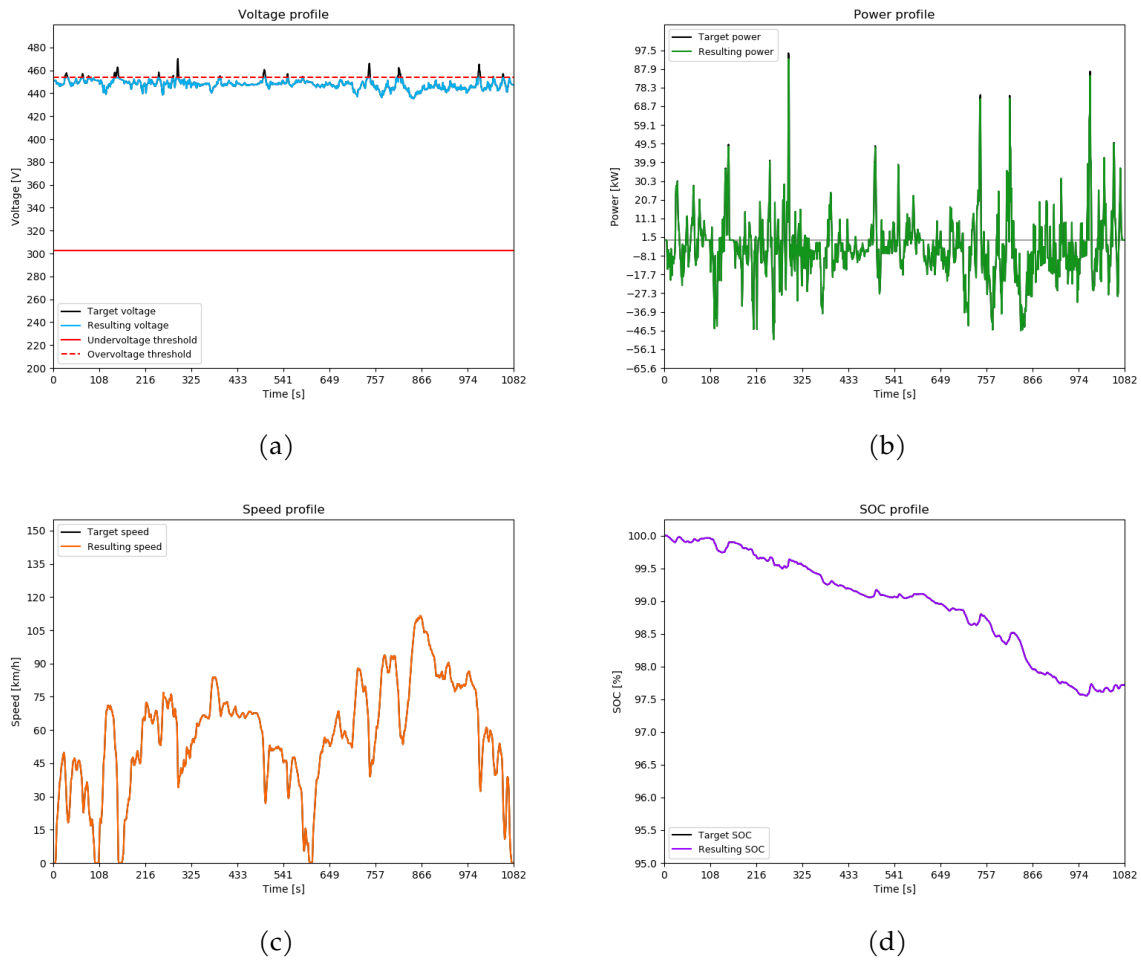 Voltage profile
480
460
440
420
400
380
360
340
320
300
280
260
240
220
200
Voltage [V]
Target voltage
Resulting voltage
Undervoltage threshold
Overvoltage threshold
0 108 216 325 433 541 649 757 866 974 1082
Time [s]
(a)
Power profile
97.5
87.9
78.3
68.7
59.1
49.5
39.9
30.3
20.7
11.1
1.5
−8.1
−17.7
−27.3
−36.9
−46.5
−56.1
−65.6
Power [kW]
Target power
Resulting power
0 108 216 325 433 541 649 757 866 974 1082
Time [s]
(b)
Speed profile
150
135
120
105
90
75
60
45
30
15
0
Speed [km/h]
Target speed
Resulting speed
0 108 216 325 433 541 649 757 866 974 1082
Time [s]
(c)
SOC profile
100.0
99.5
99.0
98.5
98.0
97.5
97.0
96.5
96.0
95.5
95.0
SOC [%]
Target SOC
Resulting SOC
0 108 216 325 433 541 649 757 866 974 1082
Time [s]
(d)